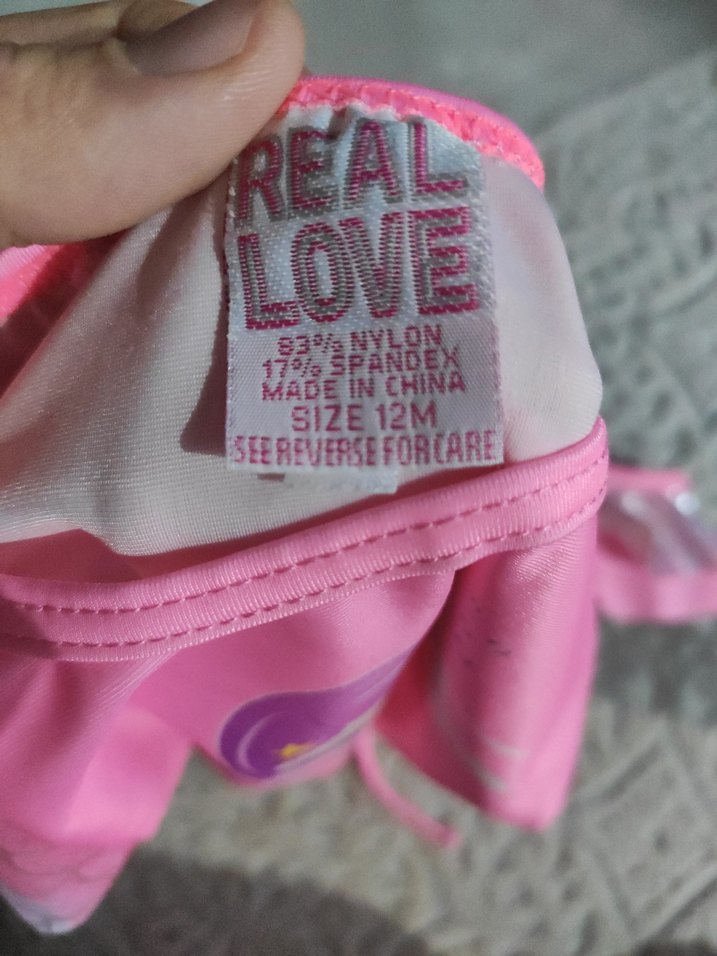 REAL
LOVE
83% NYLON
17% SPANDEX
MADE IN CHINA
SIZE 12M
SEE REVERSE FOR CARE